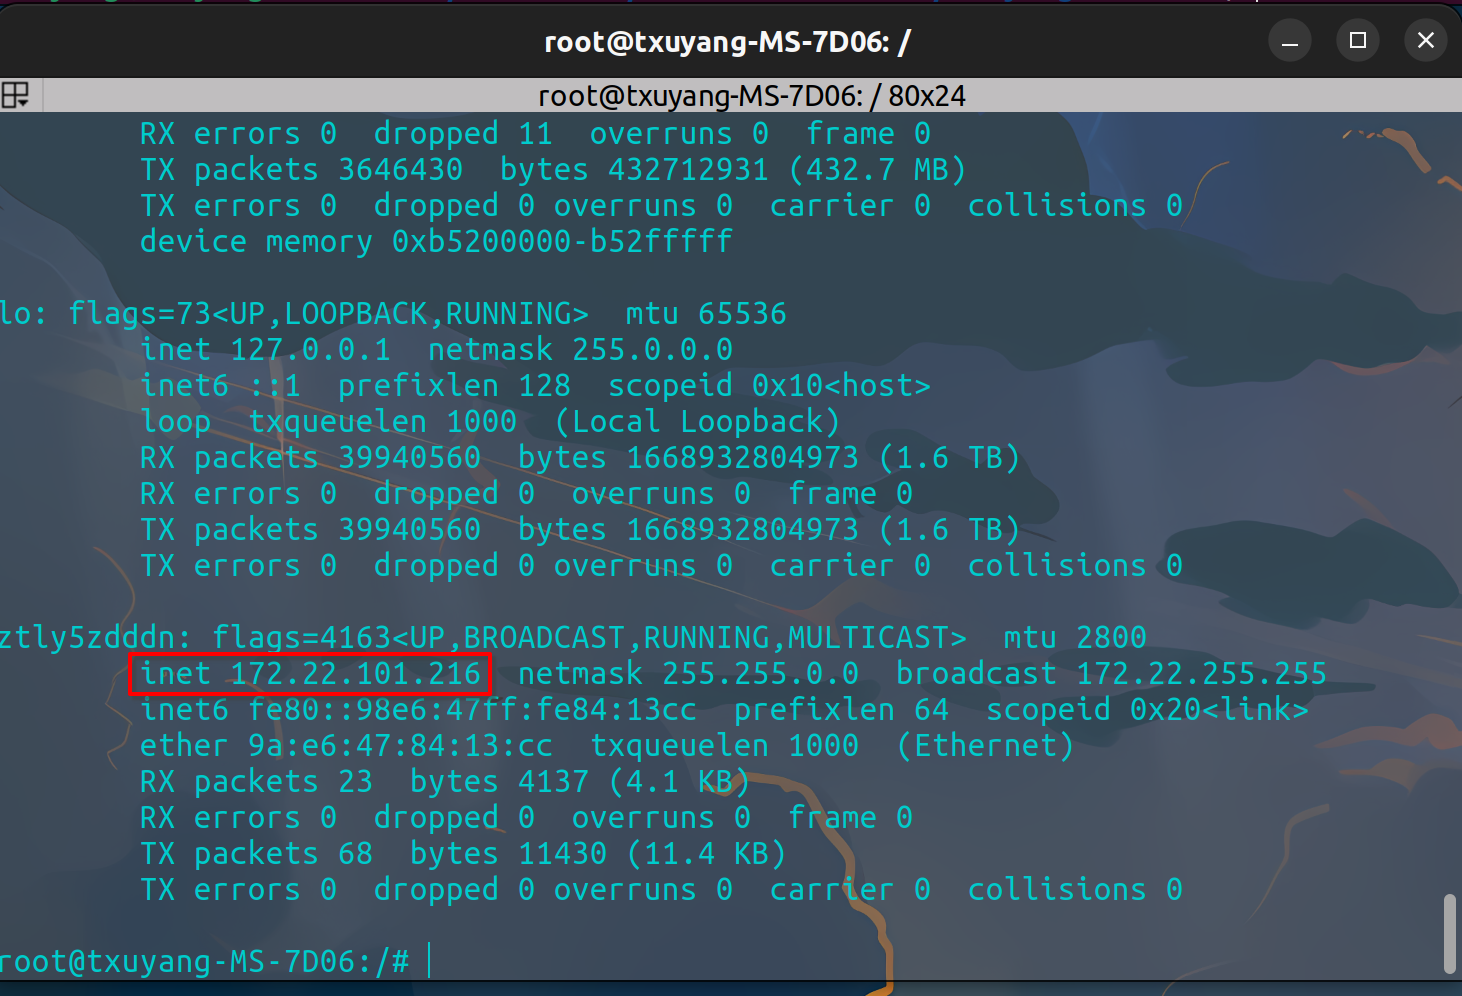 root@txuyang-MS-7D06: /
root@txuyang-MS-7D06: / 80x24
RX errors 0  dropped 11  overruns 0  frame 0
TX packets 3646430  bytes 432712931 (432.7 MB)
TX errors 0  dropped 0 overruns 0  carrier 0  collisions 0
device memory 0xb5200000-b52fffff
lo: flags=73<UP,LOOPBACK,RUNNING>  mtu 65536
inet 127.0.0.1  netmask 255.0.0.0
inet6 ::1  prefixlen 128  scopeid 0x10<host>
loop  txqueuelen 1000  (Local Loopback)
RX packets 39940560  bytes 1668932804973 (1.6 TB)
RX errors 0  dropped 0  overruns 0  frame 0
TX packets 39940560  bytes 1668932804973 (1.6 TB)
TX errors 0  dropped 0 overruns 0  carrier 0  collisions 0
ztly5zdddn: flags=4163<UP,BROADCAST,RUNNING,MULTICAST>  mtu 2800
inet 172.22.101.216  netmask 255.255.0.0  broadcast 172.22.255.255
inet6 fe80::98e6:47ff:fe84:13cc  prefixlen 64  scopeid 0x20<link>
ether 9a:e6:47:84:13:cc  txqueuelen 1000  (Ethernet)
RX packets 23  bytes 4137 (4.1 KB)
RX errors 0  dropped 0  overruns 0  frame 0
TX packets 68  bytes 11430 (11.4 KB)
TX errors 0  dropped 0 overruns 0  carrier 0  collisions 0
root@txuyang-MS-7D06:/#